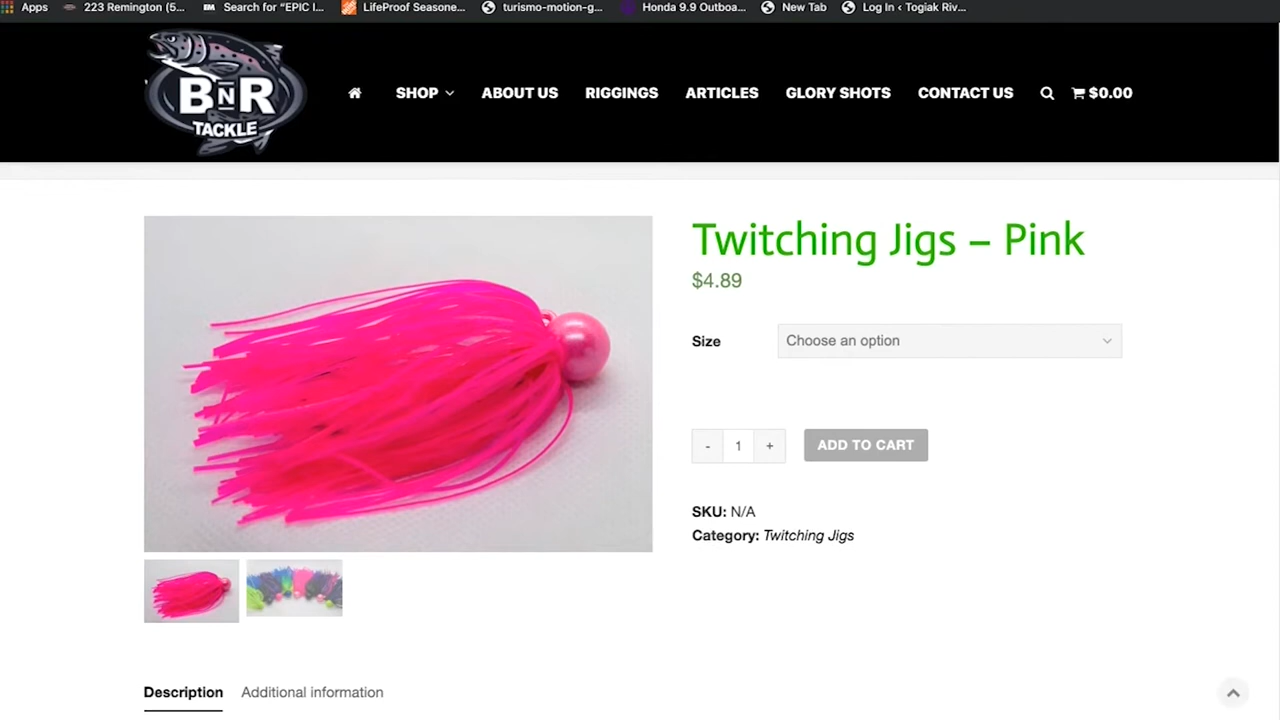 Apps 223 Remington (5... Search for “EPIC I... LifeProof Seasone... turismo-motion-g... Honda 9.9 Outboa... New Tab Log In ‹ Togiak Riv...
BNR
TACKLE
SHOP ABOUT US RIGGINGS ARTICLES GLORY SHOTS CONTACT US $0.00
Twitching Jigs – Pink
$4.89
Size Choose an option
- 1 + ADD TO CART
SKU: N/A
Category: Twitching Jigs
Description Additional information